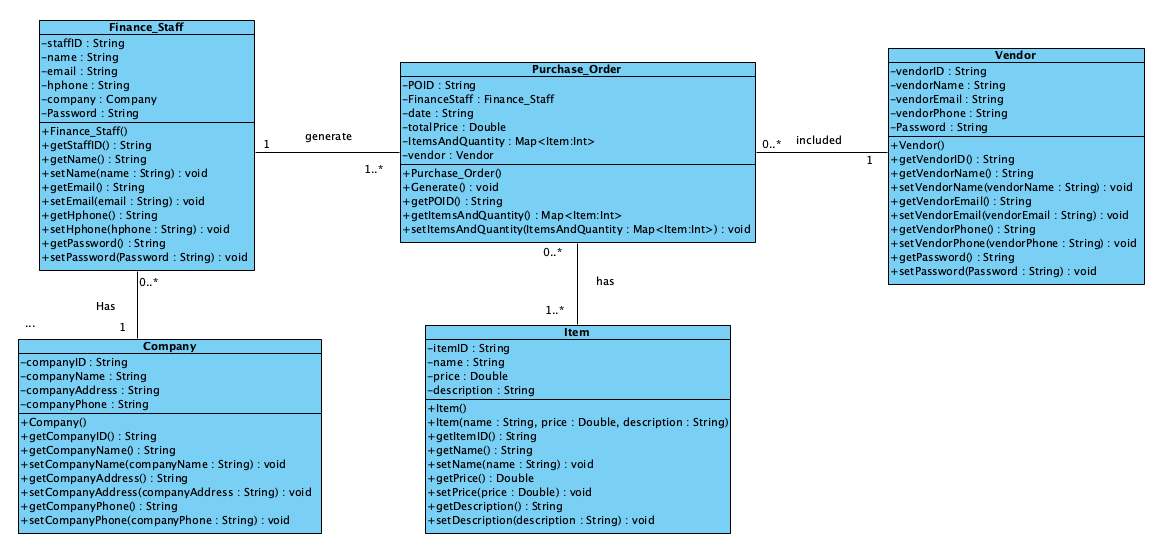 Finance_Staff
-staffID : String
-name : String
-email : String
-hphone : String
-company : Company
-Password : String
+Finance_Staff()
+getStaffID() : String
+getName() : String
+setName(name : String) : void
+getEmail() : String
+setEmail(email : String) : void
+getHphone() : String
+setHphone(hphone : String) : void
+getPassword() : String
+setPassword(Password : String) : void
1
generate
1..*
Purchase_Order
-POID : String
-FinanceStaff : Finance_Staff
-date : String
-totalPrice : Double
-ItemsAndQuantity : Map<Item:Int>
-vendor : Vendor
+Purchase_Order()
+Generate() : void
+getPOID() : String
+getItemsAndQuantity() : Map<Item:Int>
+setItemsAndQuantity(ItemsAndQuantity : Map<Item:Int>) : void
0..*
included
1
Vendor
-vendorID : String
-vendorName : String
-vendorEmail : String
-vendorPhone : String
-Password : String
+Vendor()
+getVendorID() : String
+getVendorName() : String
+setVendorName(vendorName : String) : void
+getVendorEmail() : String
+setVendorEmail(vendorEmail : String) : void
+getVendorPhone() : String
+setVendorPhone(vendorPhone : String) : void
+getPassword() : String
+setPassword(Password : String) : void
0..*
Has
...
1
Company
-companyID : String
-companyName : String
-companyAddress : String
-companyPhone : String
+Company()
+getCompanyID() : String
+getCompanyName() : String
+setCompanyName(companyName : String) : void
+getCompanyAddress() : String
+setCompanyAddress(companyAddress : String) : void
+getCompanyPhone() : String
+setCompanyPhone(companyPhone : String) : void
0..*
has
1..*
Item
-itemID : String
-name : String
-price : Double
-description : String
+Item()
+Item(name : String, price : Double, description : String)
+getItemID() : String
+getName() : String
+setName(name : String) : void
+getPrice() : Double
+setPrice(price : Double) : void
+getDescription() : String
+setDescription(description : String) : void